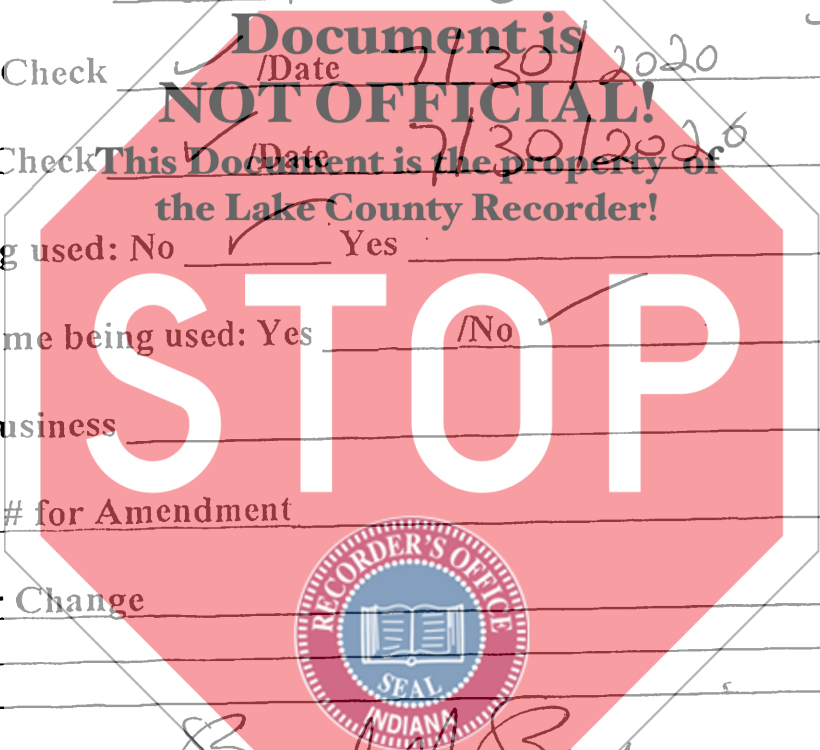 Document is
Check ✓ /Date 7/30/2020
NOT OFFICIAL!
Check ✓ /Date 7/30/2020
This Document is the property of
the Lake County Recorder!
g used: No ✓ Yes
STOP
me being used: Yes /No ✓
usiness
# for Amendment
Change
RECORDER'S OFFICE
SEAL
INDIANA